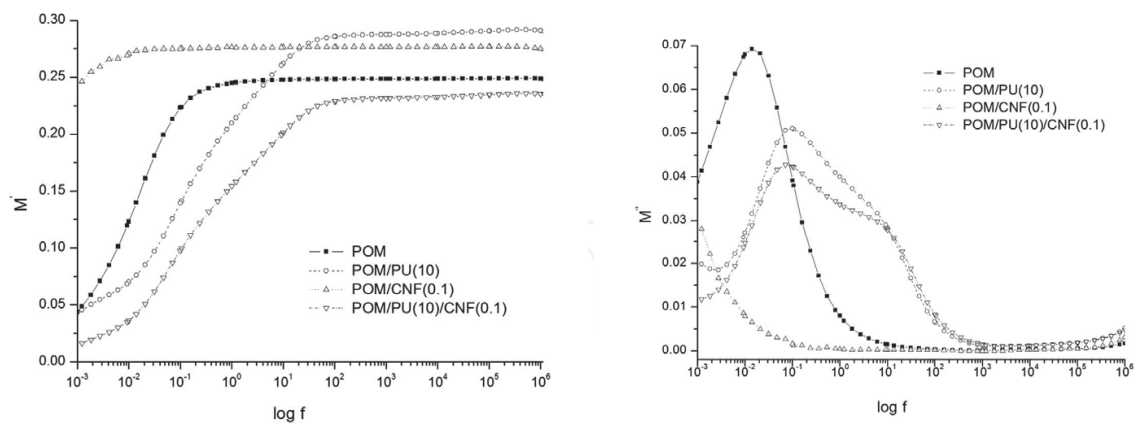 0.30
0.25
0.20
0.15
0.10
0.05
0.00
M'
POM
POM/PU(10)
POM/CNF(0.1)
POM/PU(10)/CNF(0.1)
10⁻³ 10⁻² 10⁻¹ 10⁰ 10¹ 10² 10³ 10⁴ 10⁵ 10⁶
log f
0.07
0.06
0.05
0.04
0.03
0.02
0.01
0.00
M"
POM
POM/PU(10)
POM/CNF(0.1)
POM/PU(10)/CNF(0.1)
10⁻³ 10⁻² 10⁻¹ 10⁰ 10¹ 10² 10³ 10⁴ 10⁵ 10⁶
log f